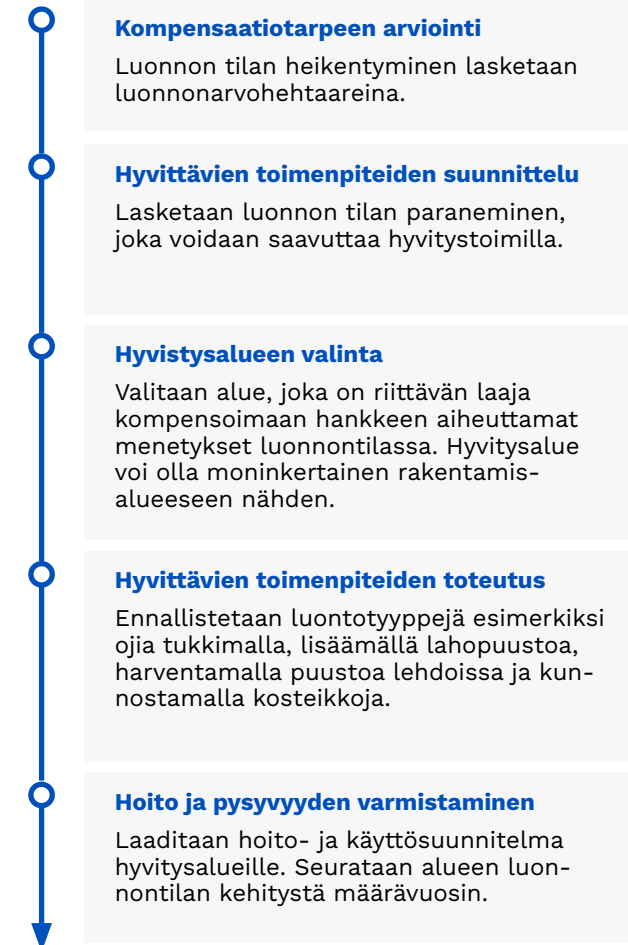 Kompensaatiotarpeen arviointi
Luonnon tilan heikentyminen lasketaan
luonnonarvohehtaareina.
Hyvittävien toimenpiteiden suunnittelu
Lasketaan luonnon tilan paraneminen,
joka voidaan saavuttaa hyvitystoimilla.
Hyvistysalueen valinta
Valitaan alue, joka on riittävän laaja
kompensoimaan hankkeen aiheuttamat
menetykset luonnontilassa. Hyvitysalue
voi olla moninkertainen rakentamis-
alueeseen nähden.
Hyvittävien toimenpiteiden toteutus
Ennallistetaan luontotyyppejä esimerkiksi
ojia tukkimalla, lisäämällä lahopuustoa,
harventamalla puustoa lehdoissa ja kun-
nostamalla kosteikkoja.
Hoito ja pysyvyyden varmistaminen
Laaditaan hoito- ja käyttösuunnitelma
hyvitysalueille. Seurataan alueen luon-
nontilan kehitystä määrävuosin.